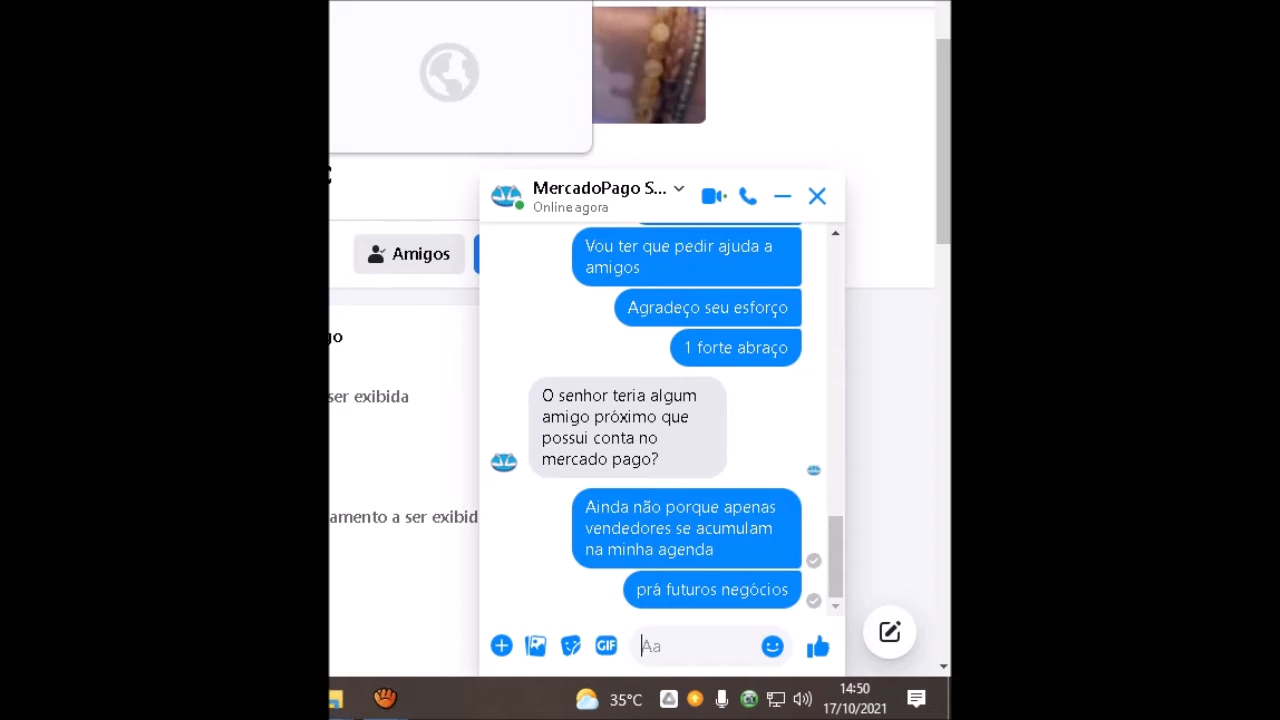 MercadoPago S...
Online agora
Vou ter que pedir ajuda a
amigos
Amigos
Agradeço seu esforço
1 forte abraço
go
ser exibida
O senhor teria algum
amigo próximo que
possui conta no
mercado pago?
Ainda não porque apenas
vendedores se acumulam
na minha agenda
amento a ser exibid
prá futuros negócios
GIF
Aa
35°C
14:50
17/10/2021